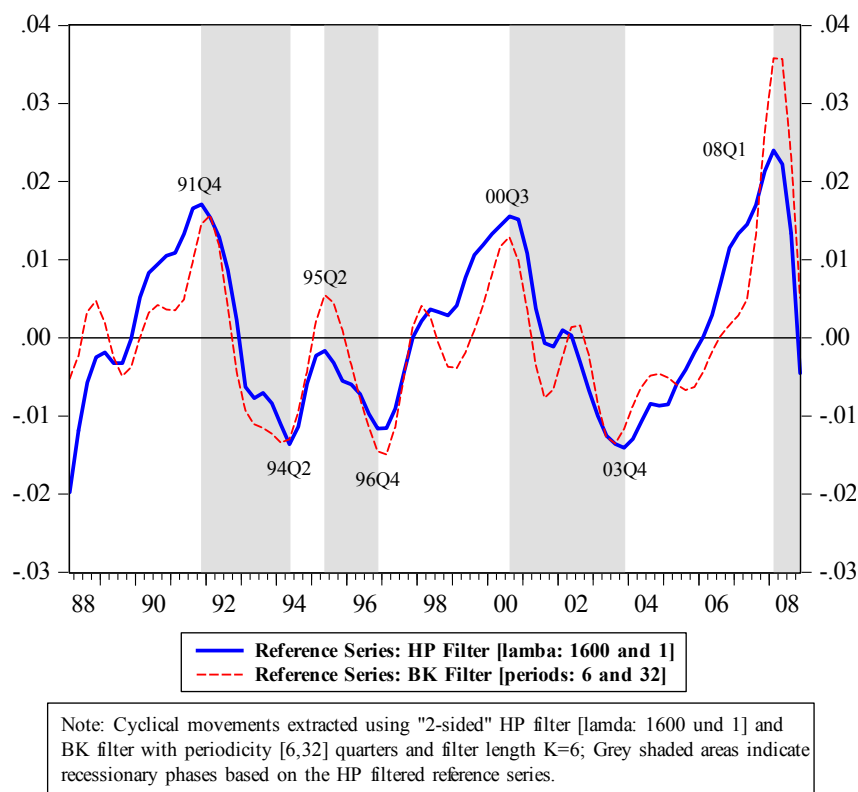 .04 .04
.03 .03
08Q1
.02 .02
91Q4 00Q3
.01 .01
95Q2
.00 .00
-.01 -.01
94Q2 96Q4 03Q4
-.02 -.02
-.03 -.03
88 90 92 94 96 98 00 02 04 06 08
Reference Series: HP Filter [lamba: 1600 and 1]
Reference Series: BK Filter [periods: 6 and 32]
Note: Cyclical movements extracted using "2-sided" HP filter [lamda: 1600 und 1] and
BK filter with periodicity [6,32] quarters and filter length K=6; Grey shaded areas indicate
recessionary phases based on the HP filtered reference series.